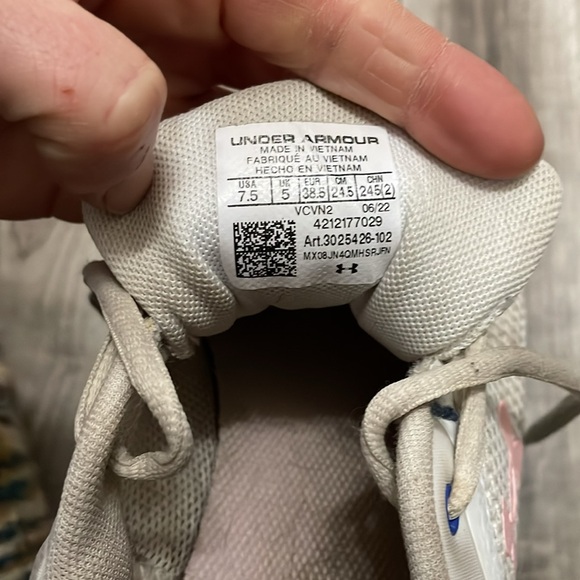 UNDER ARMOUR
MADE IN VIETNAM
FABRIQUÉ AU VIETNAM
HECHO EN VIETNAM
USA UK EUR CM CHN
7.5 5 38.5 24.5 245(2)
VCVN2 06/22
4212177029
Art.3025426-102
MX08JN4QMHSRJFN